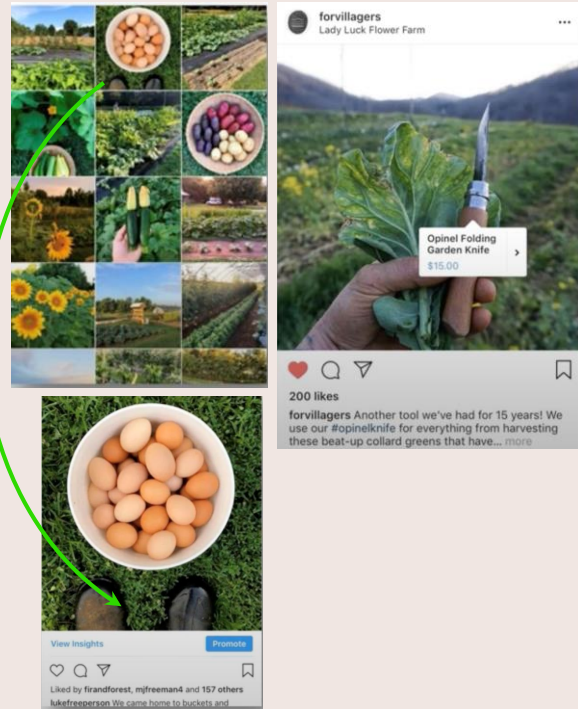 forvillagers
Lady Luck Flower Farm
Opinel Folding
Garden Knife
$15.00
200 likes
forvillagers Another tool we've had for 15 years! We
use our #opinelknife for everything from harvesting
these beat-up collard greens that have... more
View Insights
Promote
Liked by firandforest, mjfreeman4 and 157 others
lukefreeperson We came home to buckets and